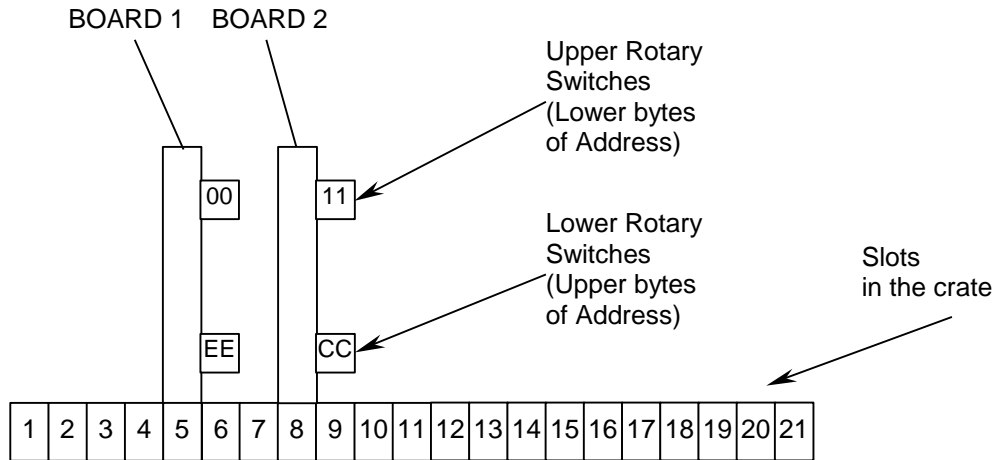 BOARD 1
BOARD 2
Upper Rotary
Switches
(Lower bytes
of Address)
00
11
Lower Rotary
Switches
(Upper bytes
of Address)
Slots
in the crate
EE
CC
1 2 3 4 5 6 7 8 9 10 11 12 13 14 15 16 17 18 19 20 21